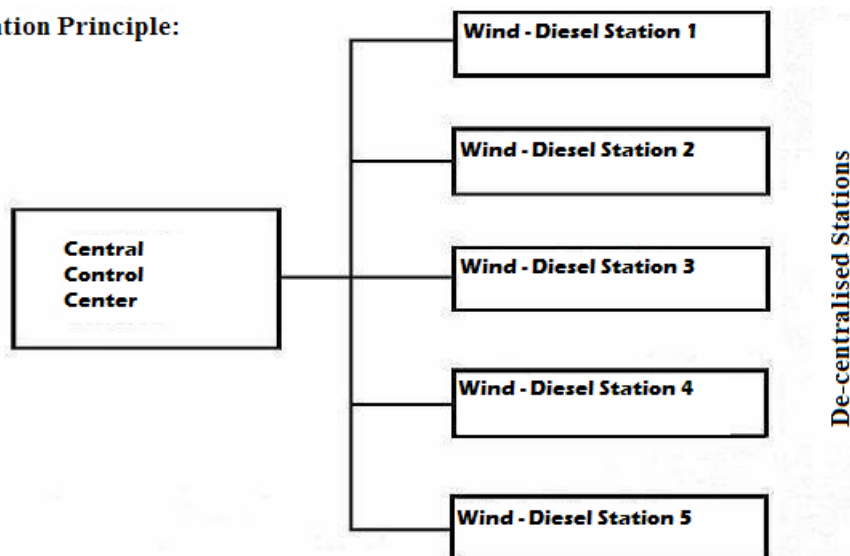 Principle:
Wind - Diesel Station 1
Wind - Diesel Station 2
Central
Control
Center
Wind - Diesel Station 3
Wind - Diesel Station 4
Wind - Diesel Station 5
De-centralised Stations